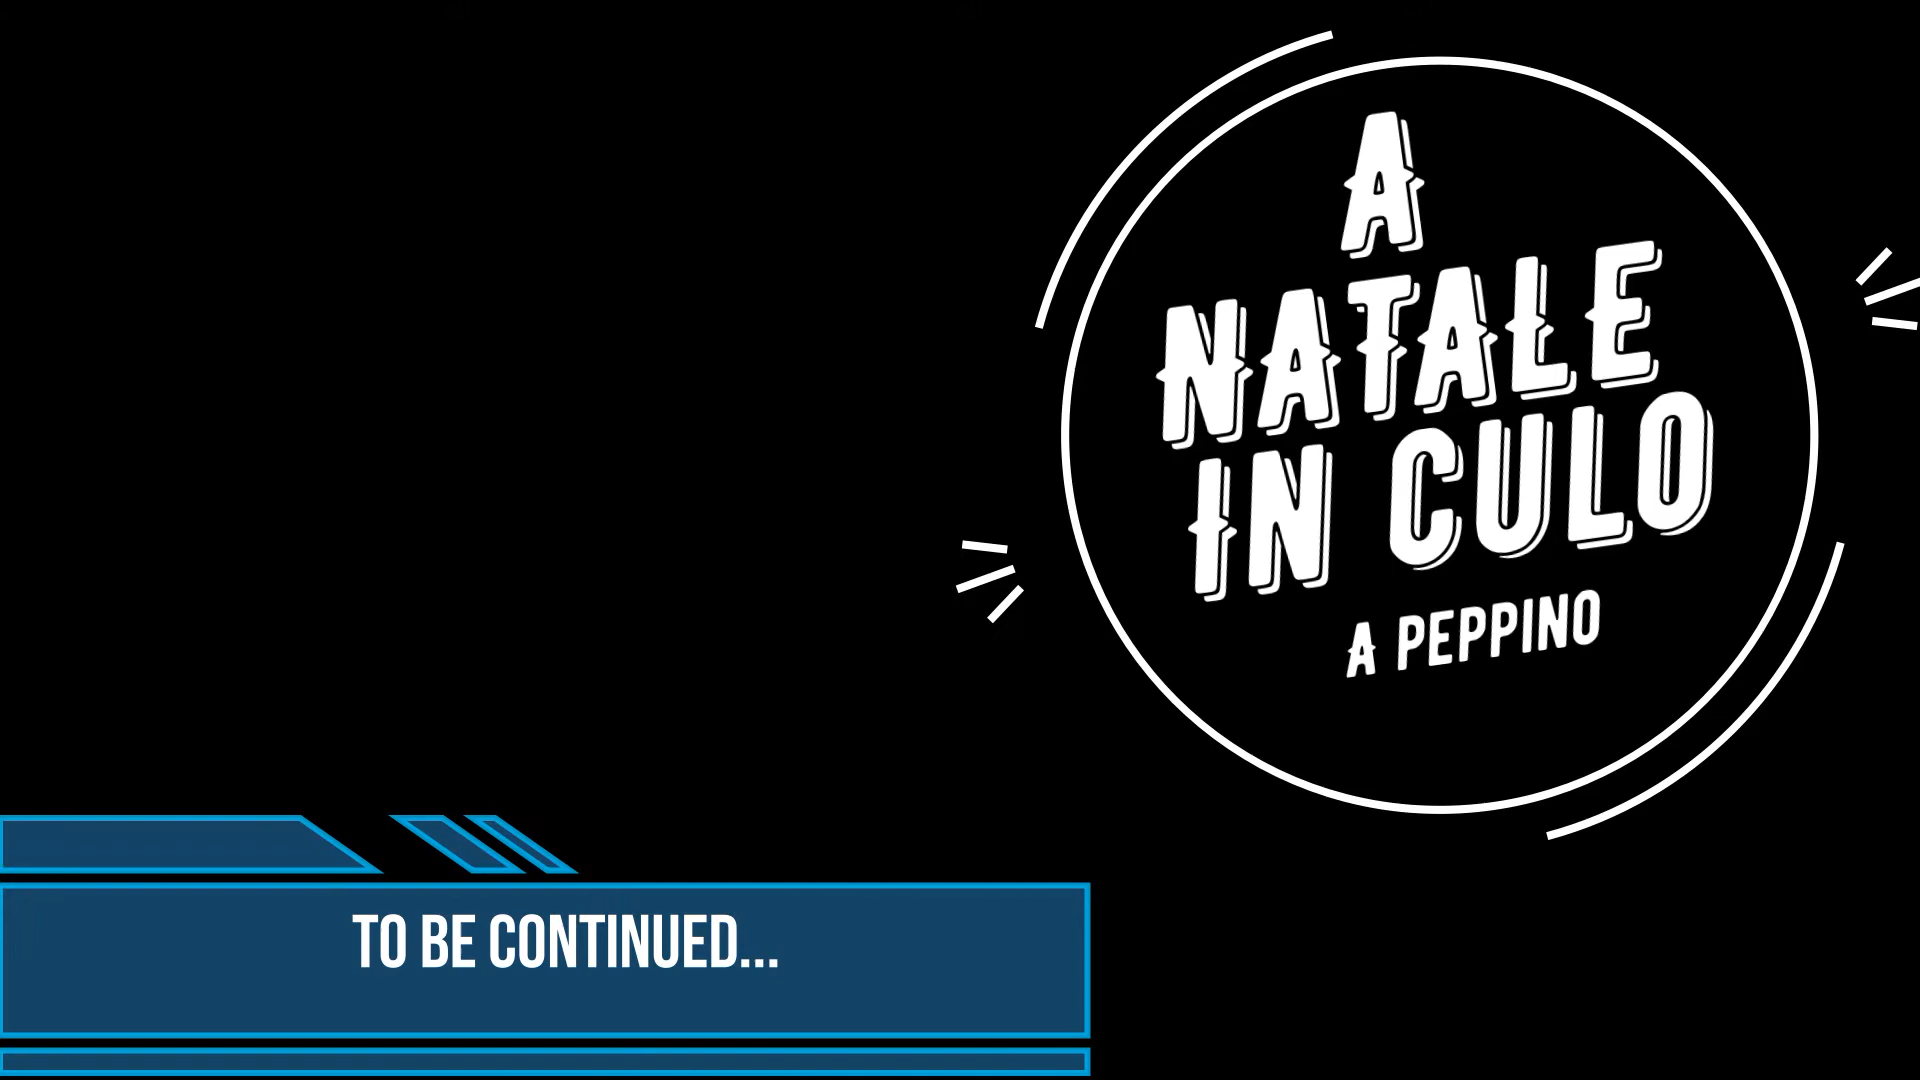 A
NATALE
IN CULO
A PEPPINO
TO BE CONTINUED...